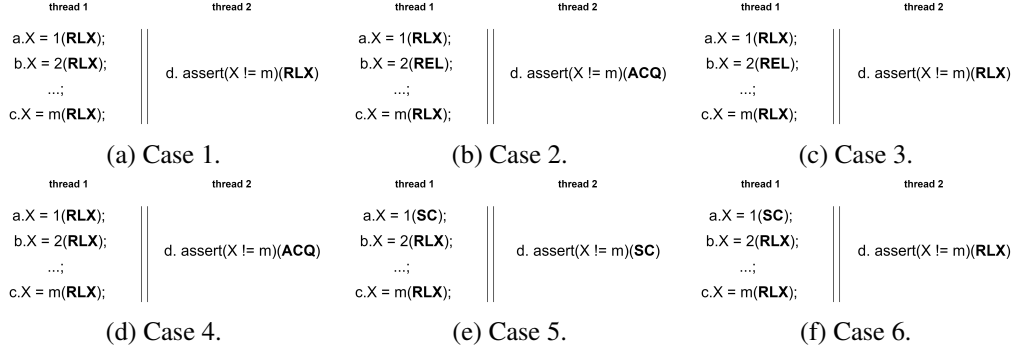 thread 1 thread 2 thread 1 thread 2 thread 1 thread 2
a.X = 1(RLX); a.X = 1(RLX); a.X = 1(RLX);
b.X = 2(RLX); b.X = 2(REL); b.X = 2(REL);
d. assert(X != m)(RLX) d. assert(X != m)(ACQ) d. assert(X != m)(RLX)
...; ...; ...;
c.X = m(RLX); c.X = m(RLX); c.X = m(RLX);
(a) Case 1. (b) Case 2. (c) Case 3.
thread 1 thread 2 thread 1 thread 2 thread 1 thread 2
a.X = 1(RLX); a.X = 1(SC); a.X = 1(SC);
b.X = 2(RLX); b.X = 2(RLX); b.X = 2(RLX);
d. assert(X != m)(ACQ) d. assert(X != m)(SC) d. assert(X != m)(RLX)
...; ...; ...;
c.X = m(RLX); c.X = m(RLX); c.X = m(RLX);
(d) Case 4. (e) Case 5. (f) Case 6.